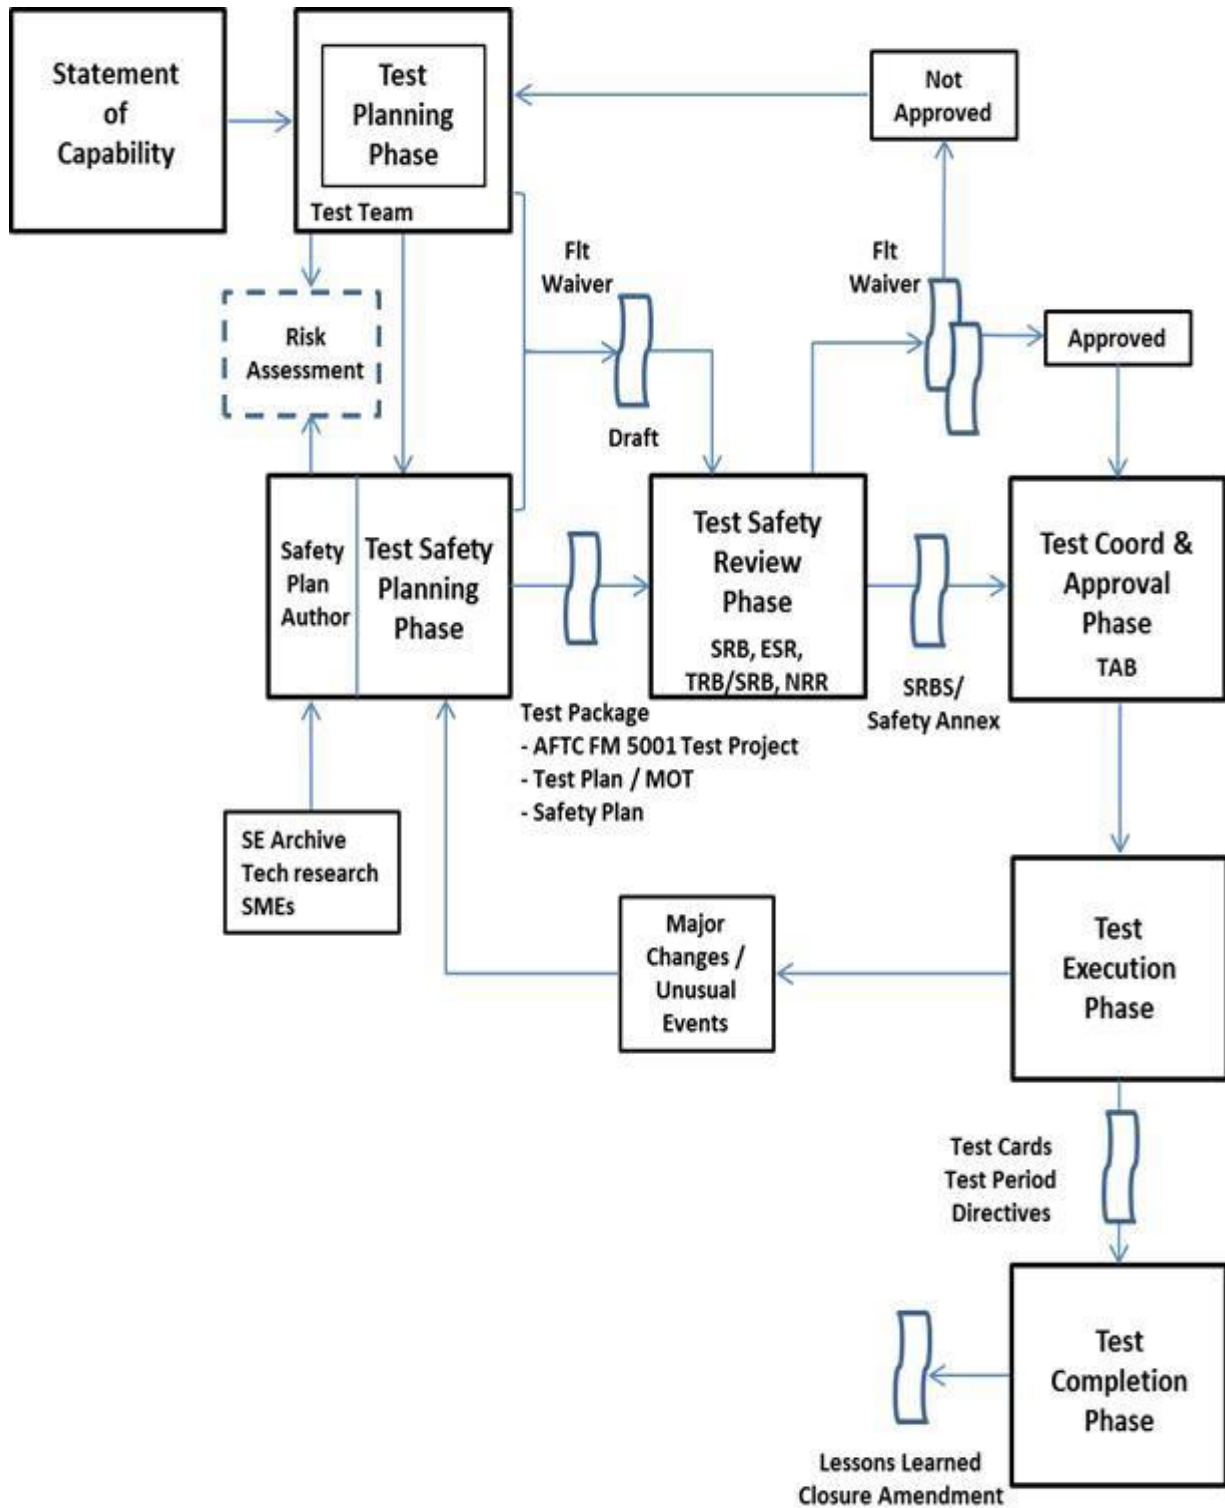 Statement
of
Capability
Test
Planning
Phase
Test Team
Not
Approved
Flt
Waiver
Flt
Waiver
Risk
Assessment
Approved
Draft
Safety
Plan
Author
Test Safety
Planning
Phase
Test Safety
Review
Phase
SRB, ESR,
TRB/SRB, NRR
Test Coord &
Approval
Phase
TAB
SRBS/
Safety Annex
Test Package
- AFTC FM 5001 Test Project
- Test Plan / MOT
- Safety Plan
SE Archive
Tech research
SMEs
Major
Changes /
Unusual
Events
Test
Execution
Phase
Test Cards
Test Period
Directives
Test
Completion
Phase
Lessons Learned
Closure Amendment